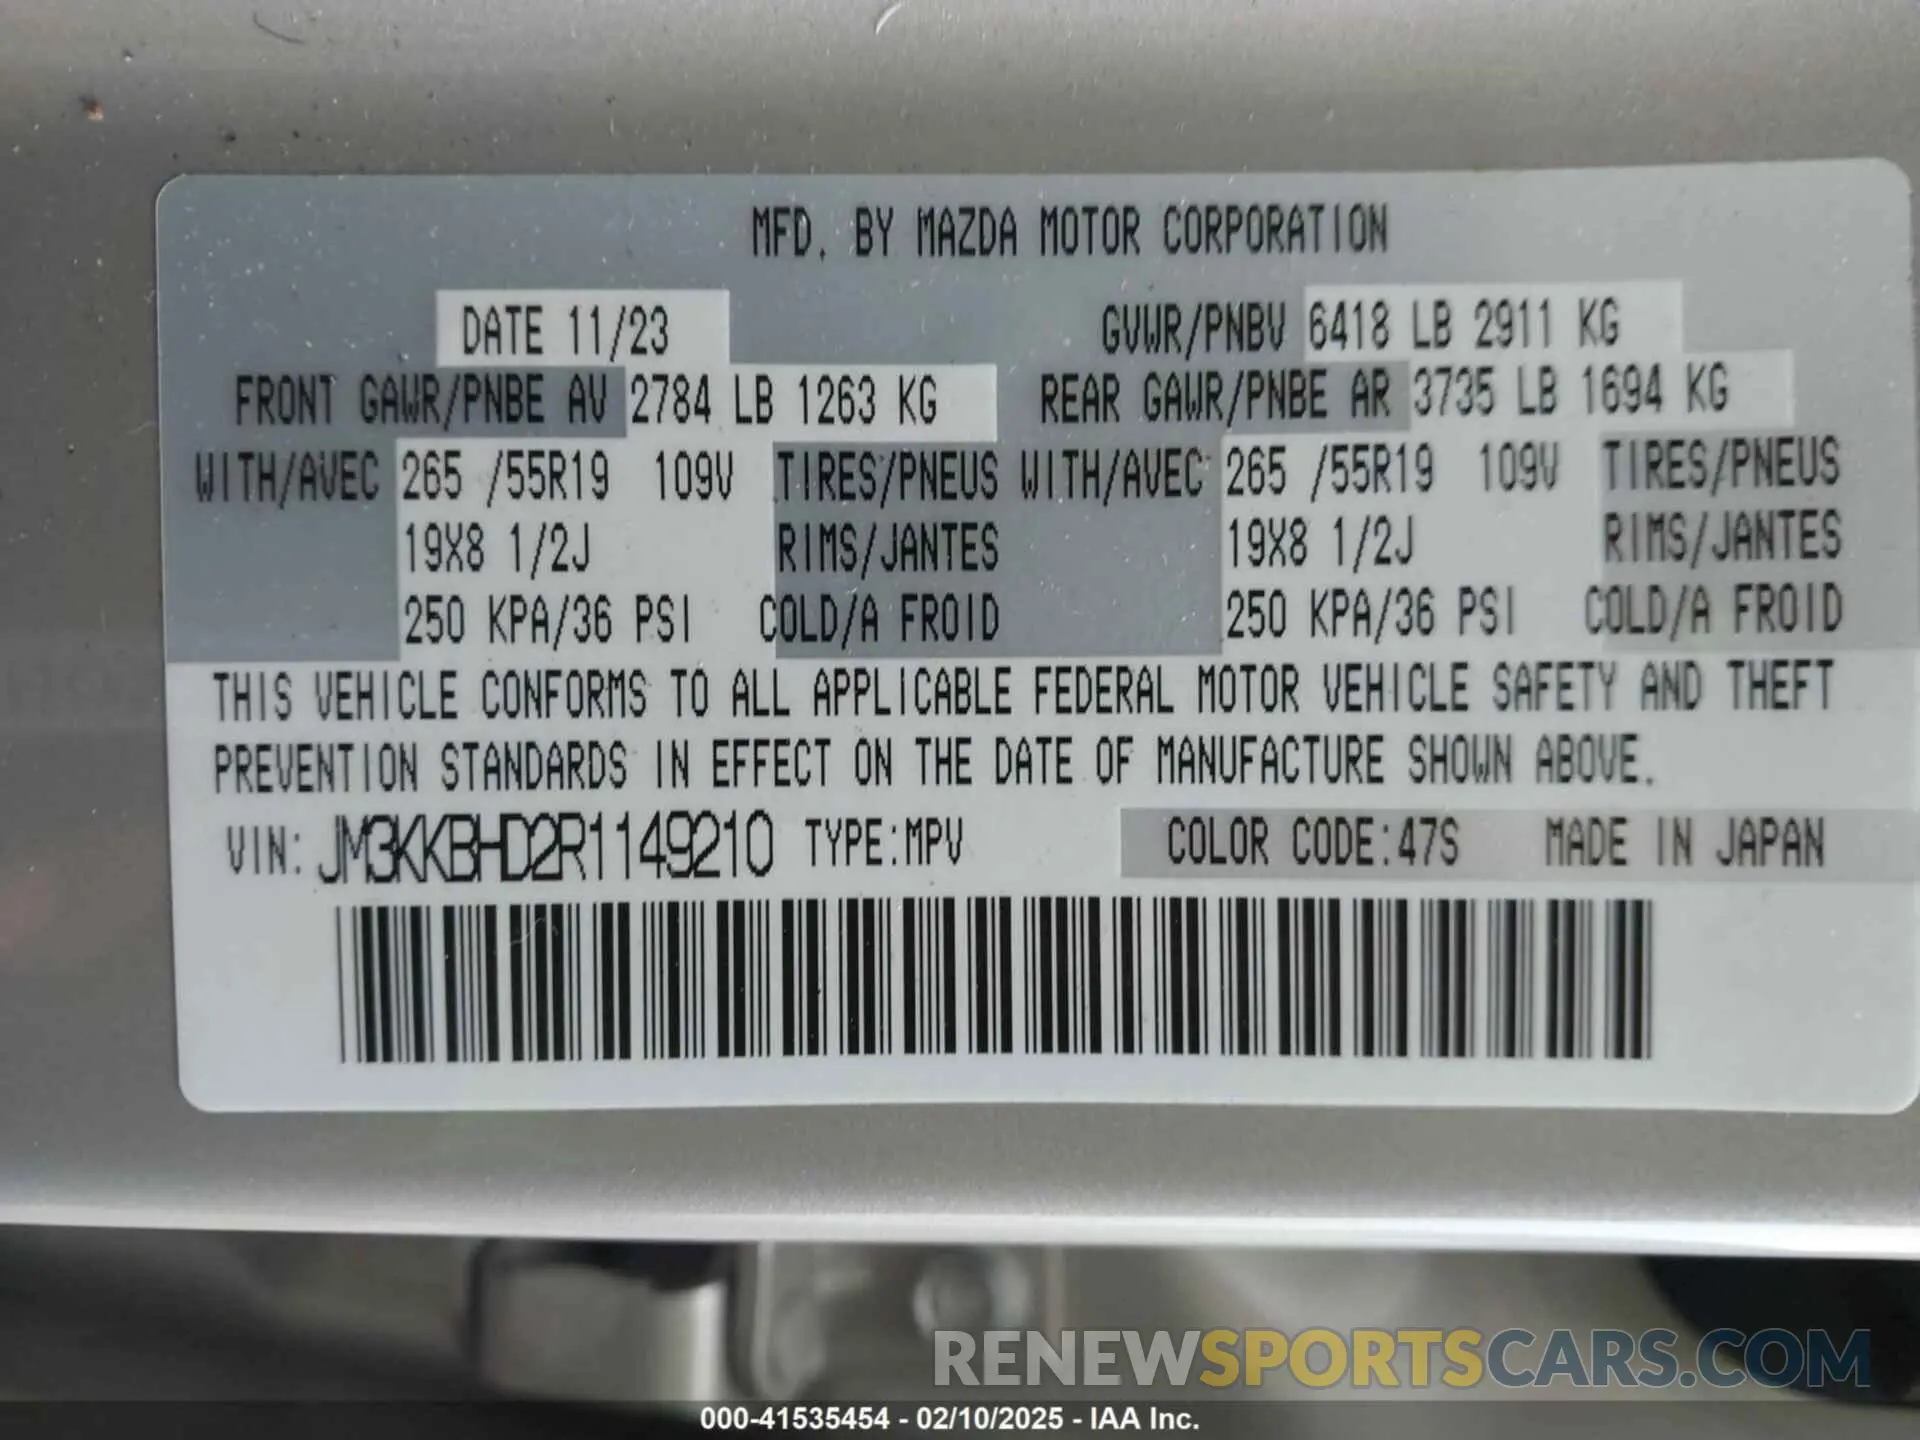 MFD. BY MAZDA MOTOR CORPORATION
DATE 11/23 GVWR/PNBV 6418 LB 2911 KG
FRONT GAWR/PNBE AV 2784 LB 1263 KG REAR GAWR/PNBE AR 3735 LB 1694 KG
WITH/AVEC 265 /55R19 109V TIRES/PNEUS WITH/AVEC 265 /55R19 109V TIRES/PNEUS
19X8 1/2J RIMS/JANTES 19X8 1/2J RIMS/JANTES
250 KPA/36 PSI COLD/A FROID 250 KPA/36 PSI COLD/A FROID
THIS VEHICLE CONFORMS TO ALL APPLICABLE FEDERAL MOTOR VEHICLE SAFETY AND THEFT
PREVENTION STANDARDS IN EFFECT ON THE DATE OF MANUFACTURE SHOWN ABOVE.
VIN: JM3KKBHD2R1149210 TYPE:MPV COLOR CODE:47S MADE IN JAPAN
RENEWSPORTSCARS.COM
000-41535454 - 02/10/2025 - IAA Inc.